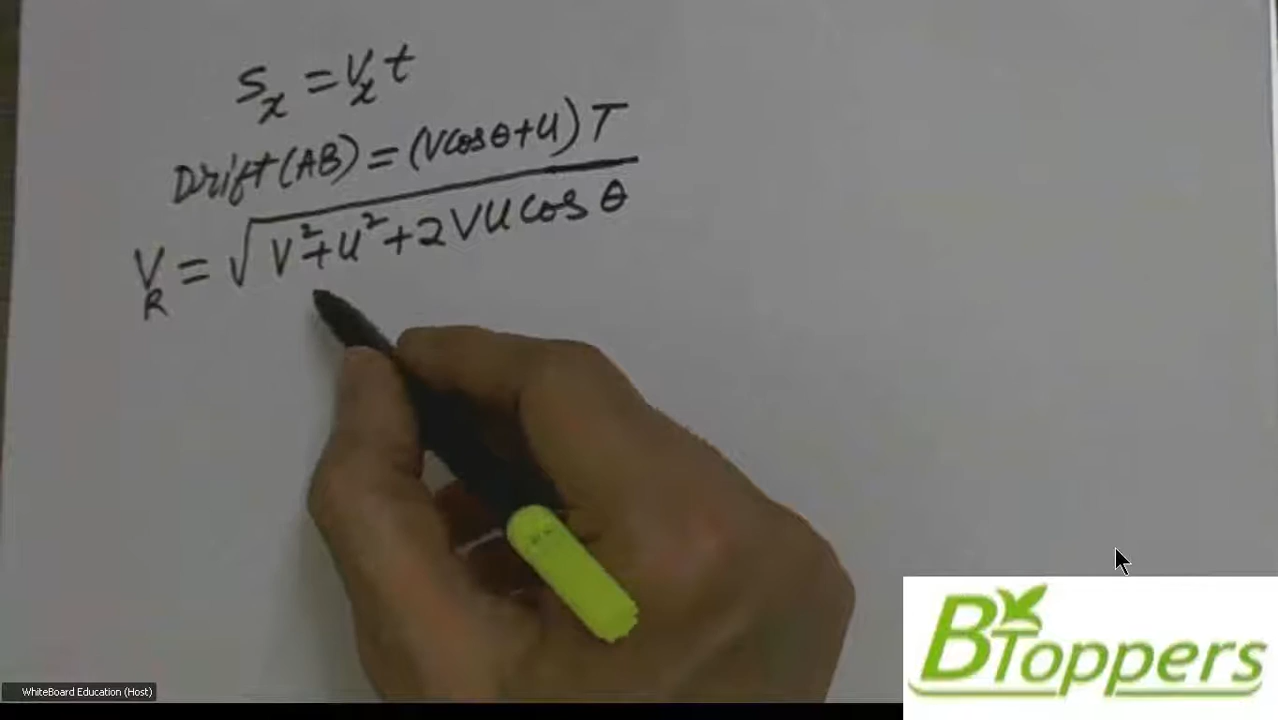 Sx = Vx t
Drift (AB) = (V cos θ + U) T
VR = √V² + U² + 2VU cos θ
WhiteBoard Education (Host)
BToppers